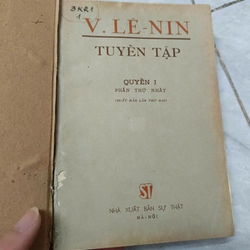 V. LÊ-NIN
TUYỂN TẬP
QUYỂN I
PHẦN THỨ NHẤT
ST
NHÀ XUẤT BẢN SỰ THẬT
HÀ-NỘI